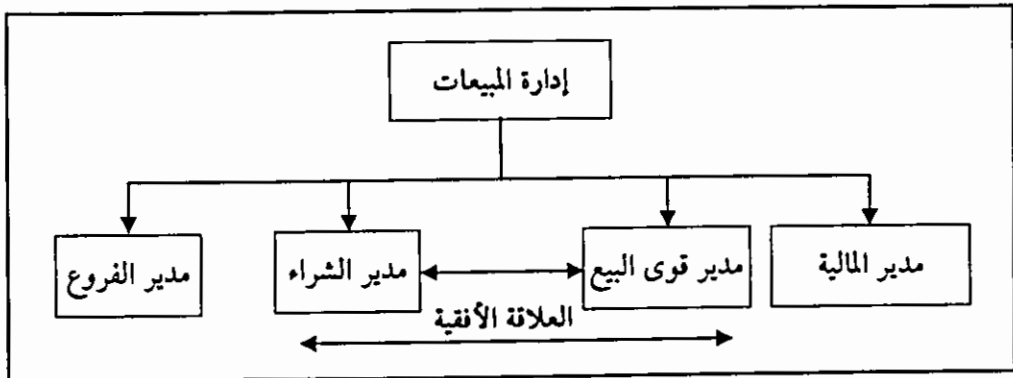 إدارة المبيعات
مدير المالية
مدير قوى البيع
مدير الشراء
مدير الفروع
العلاقة الأفقية